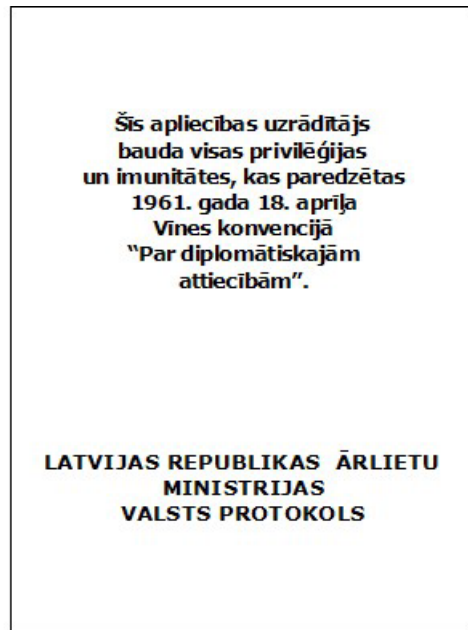 Šīs apliecības uzrādītājs
bauda visas privilēģijas
un imunitātes, kas paredzētas
1961. gada 18. aprīļa
Vīnes konvencijā
“Par diplomātiskajām
attiecībām”.
LATVIJAS REPUBLIKAS ĀRLIETU
MINISTRIJAS
VALSTS PROTOKOLS